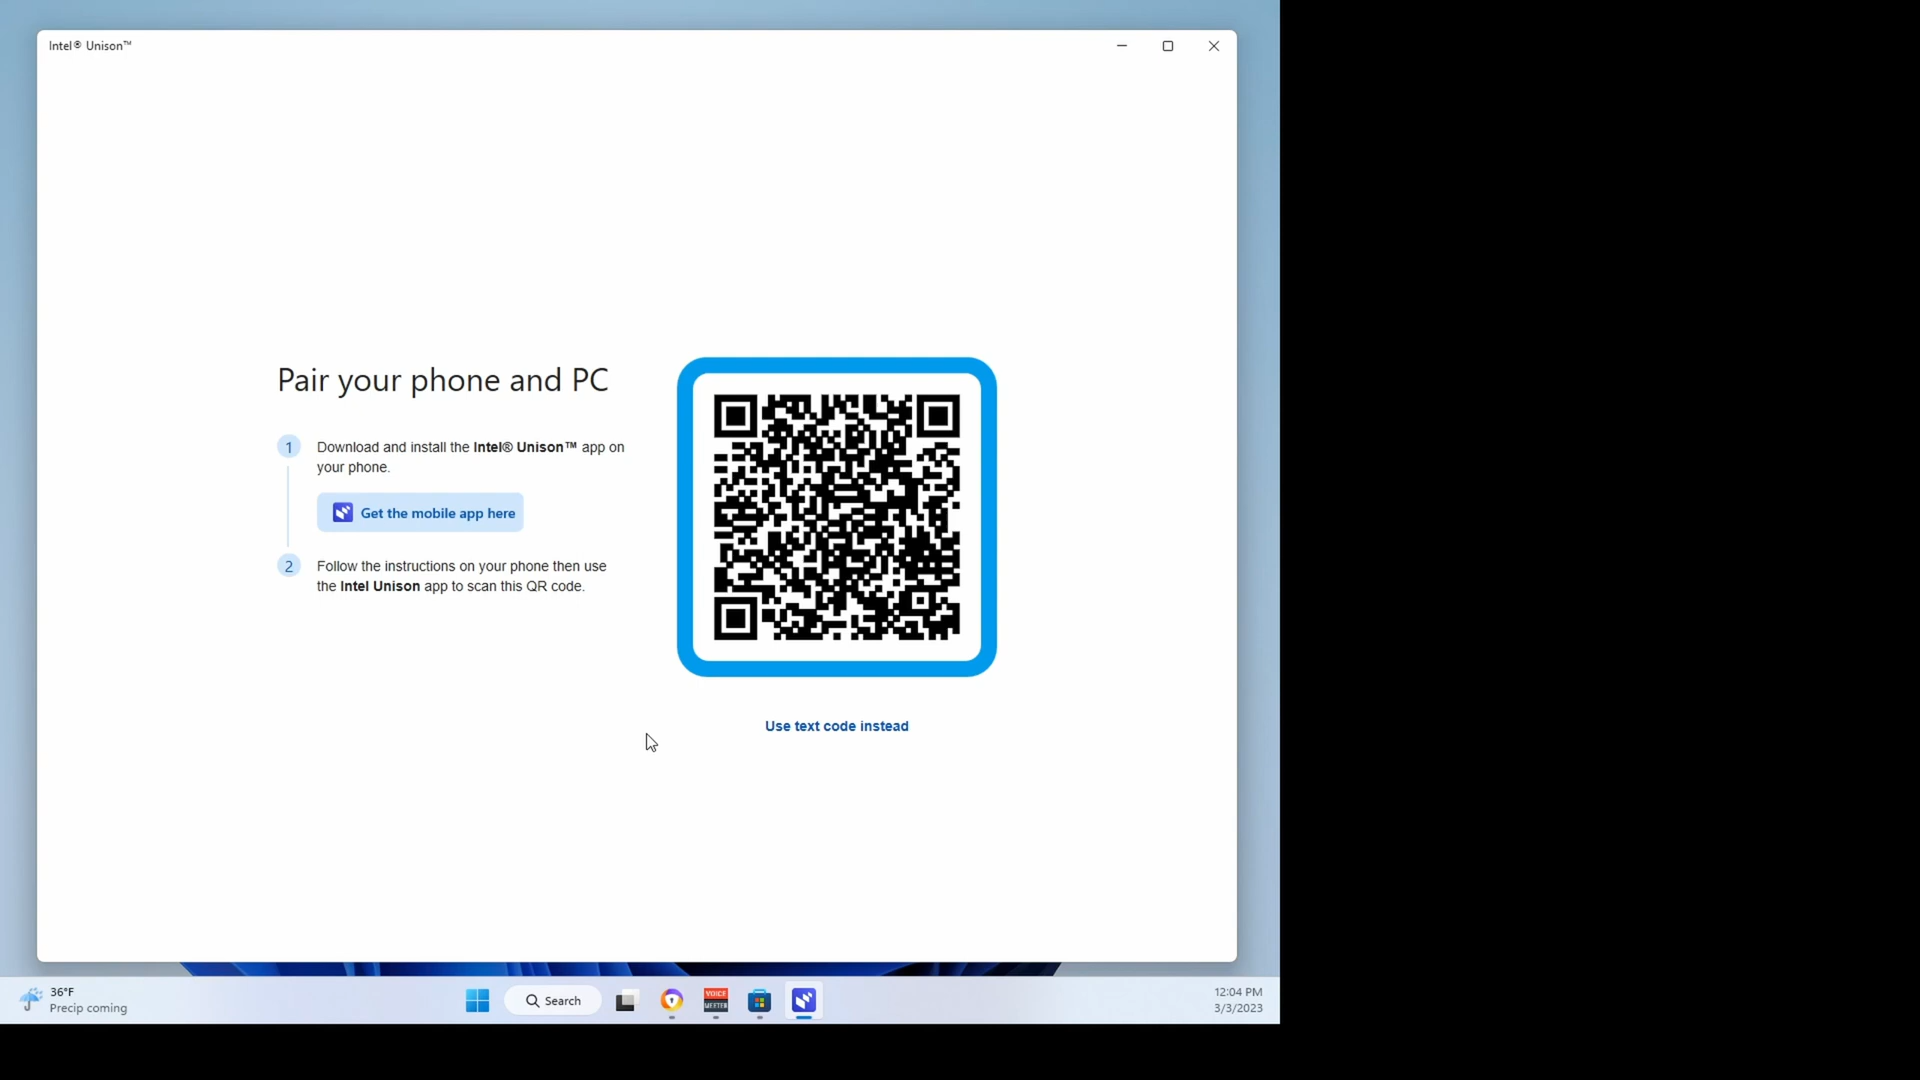 Intel® Unison™
Pair your phone and PC
1
Download and install the Intel® Unison™ app on
your phone.
Get the mobile app here
2
Follow the instructions on your phone then use
the Intel Unison app to scan this QR code.
Use text code instead
36°F
Precip coming
Search
VOICE
MEETER
12:04 PM
3/3/2023